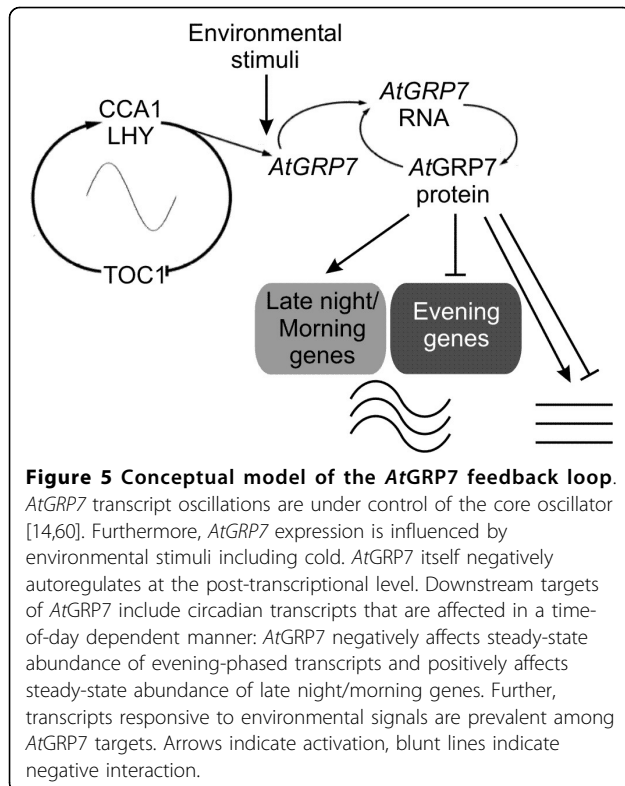 Environmental
stimuli
CCA1
LHY
TOC1
AtGRP7
AtGRP7
RNA
AtGRP7
protein
Late night/
Morning
genes
Evening
genes
Figure 5 Conceptual model of the AtGRP7 feedback loop.
AtGRP7 transcript oscillations are under control of the core oscillator
[14,60]. Furthermore, AtGRP7 expression is influenced by
environmental stimuli including cold. AtGRP7 itself negatively
autoregulates at the post-transcriptional level. Downstream targets
of AtGRP7 include circadian transcripts that are affected in a time-
of-day dependent manner: AtGRP7 negatively affects steady-state
abundance of evening-phased transcripts and positively affects
steady-state abundance of late night/morning genes. Further,
transcripts responsive to environmental signals are prevalent among
AtGRP7 targets. Arrows indicate activation, blunt lines indicate
negative interaction.